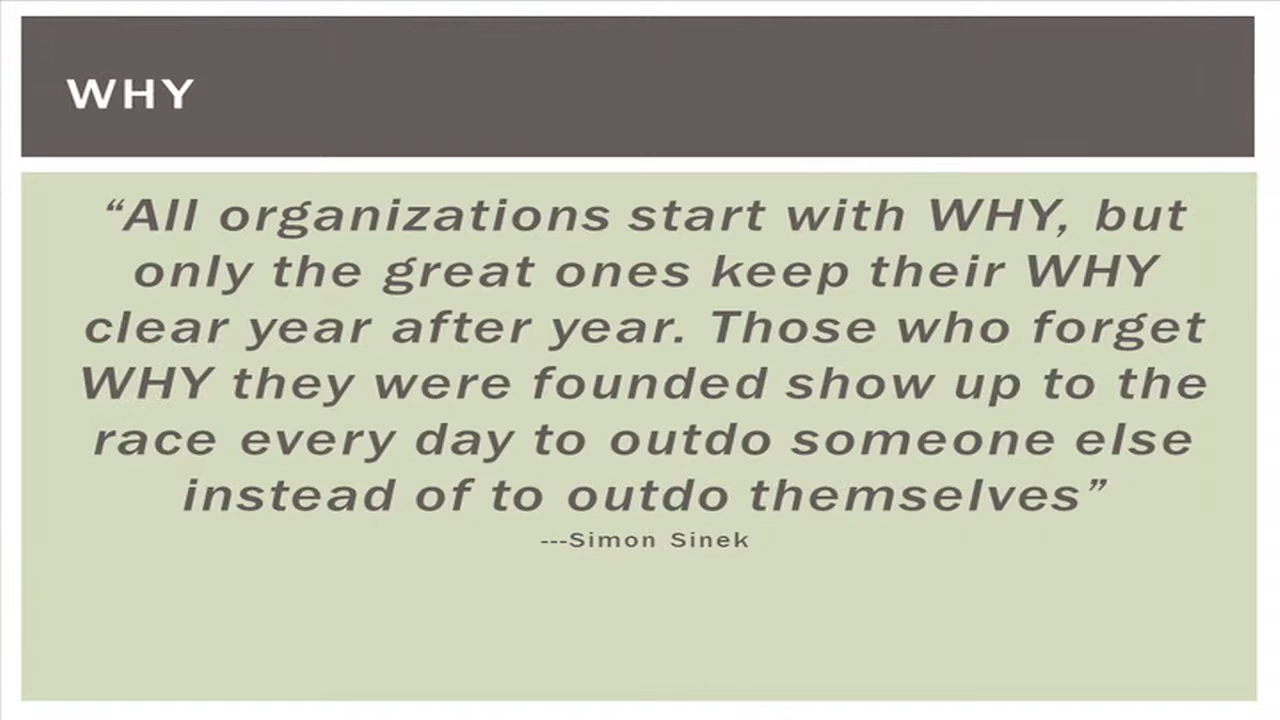 WHY
“All organizations start with WHY, but
only the great ones keep their WHY
clear year after year. Those who forget
WHY they were founded show up to the
race every day to outdo someone else
instead of to outdo themselves”
---Simon Sinek